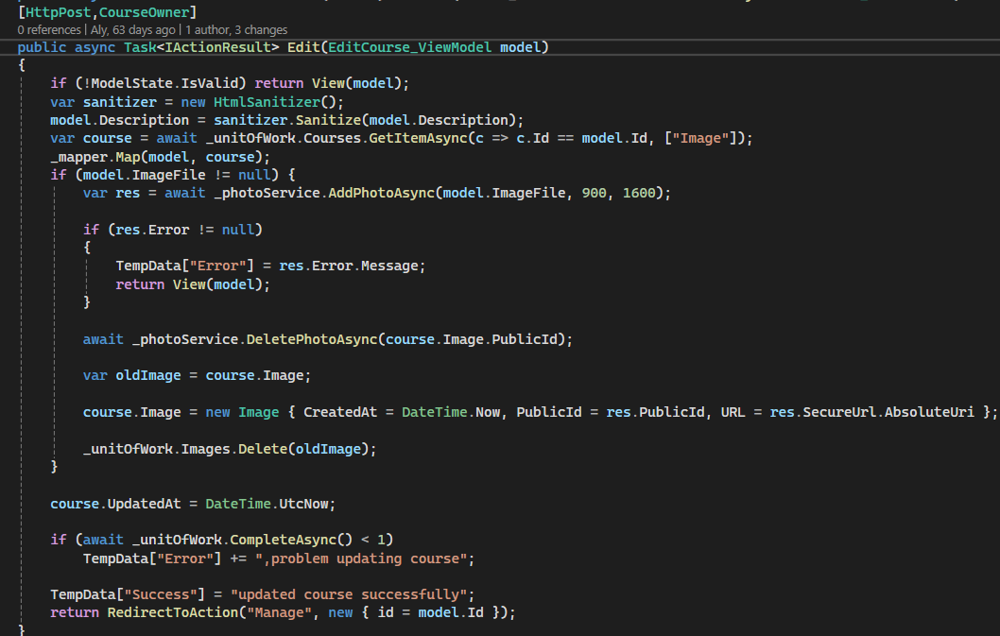 [HttpPost,CourseOwner]
0 references | Aly, 63 days ago | 1 author, 3 changes
public async Task<IActionResult> Edit(EditCourse_ViewModel model)
{
if (!ModelState.IsValid) return View(model);
var sanitizer = new HtmlSanitizer();
model.Description = sanitizer.Sanitize(model.Description);
var course = await _unitOfWork.Courses.GetItemAsync(c => c.Id == model.Id, ["Image"]);
_mapper.Map(model, course);
if (model.ImageFile != null) {
var res = await _photoService.AddPhotoAsync(model.ImageFile, 900, 1600);
if (res.Error != null)
{
TempData["Error"] = res.Error.Message;
return View(model);
}
await _photoService.DeletePhotoAsync(course.Image.PublicId);
var oldImage = course.Image;
course.Image = new Image { CreatedAt = DateTime.Now, PublicId = res.PublicId, URL = res.SecureUrl.AbsoluteUri };
_unitOfWork.Images.Delete(oldImage);
}
course.UpdatedAt = DateTime.UtcNow;
if (await _unitOfWork.CompleteAsync() < 1)
TempData["Error"] += ",problem updating course";
TempData["Success"] = "updated course successfully";
return RedirectToAction("Manage", new { id = model.Id });
}